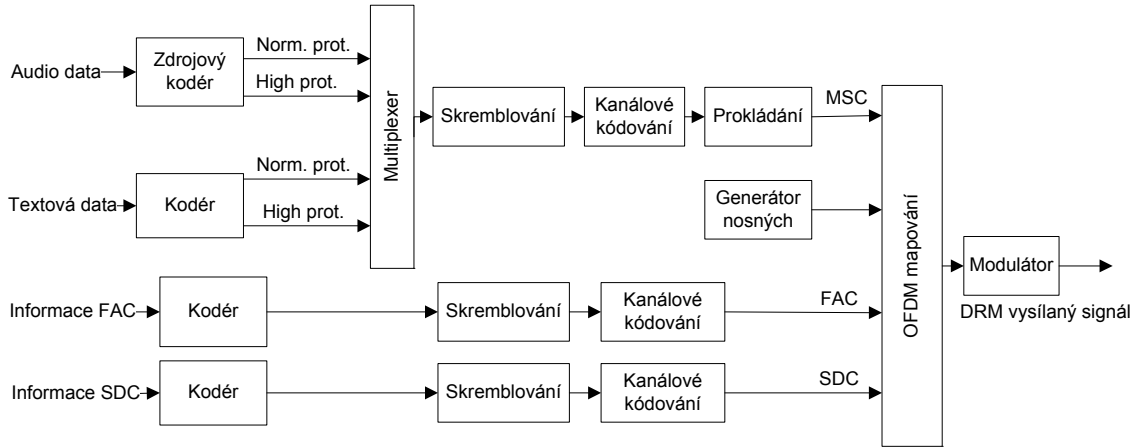 Audio data
Zdrojový
kodér
Norm. prot.
High prot.
Textová data
Kodér
Norm. prot.
High prot.
Multiplexer
Skremblování
Kanálové
kódování
Prokládání
MSC
Generátor
nosných
Informace FAC
Kodér
Skremblování
Kanálové
kódování
FAC
Informace SDC
Kodér
Skremblování
Kanálové
kódování
SDC
OFDM mapování
Modulátor
DRM vysílaný signál